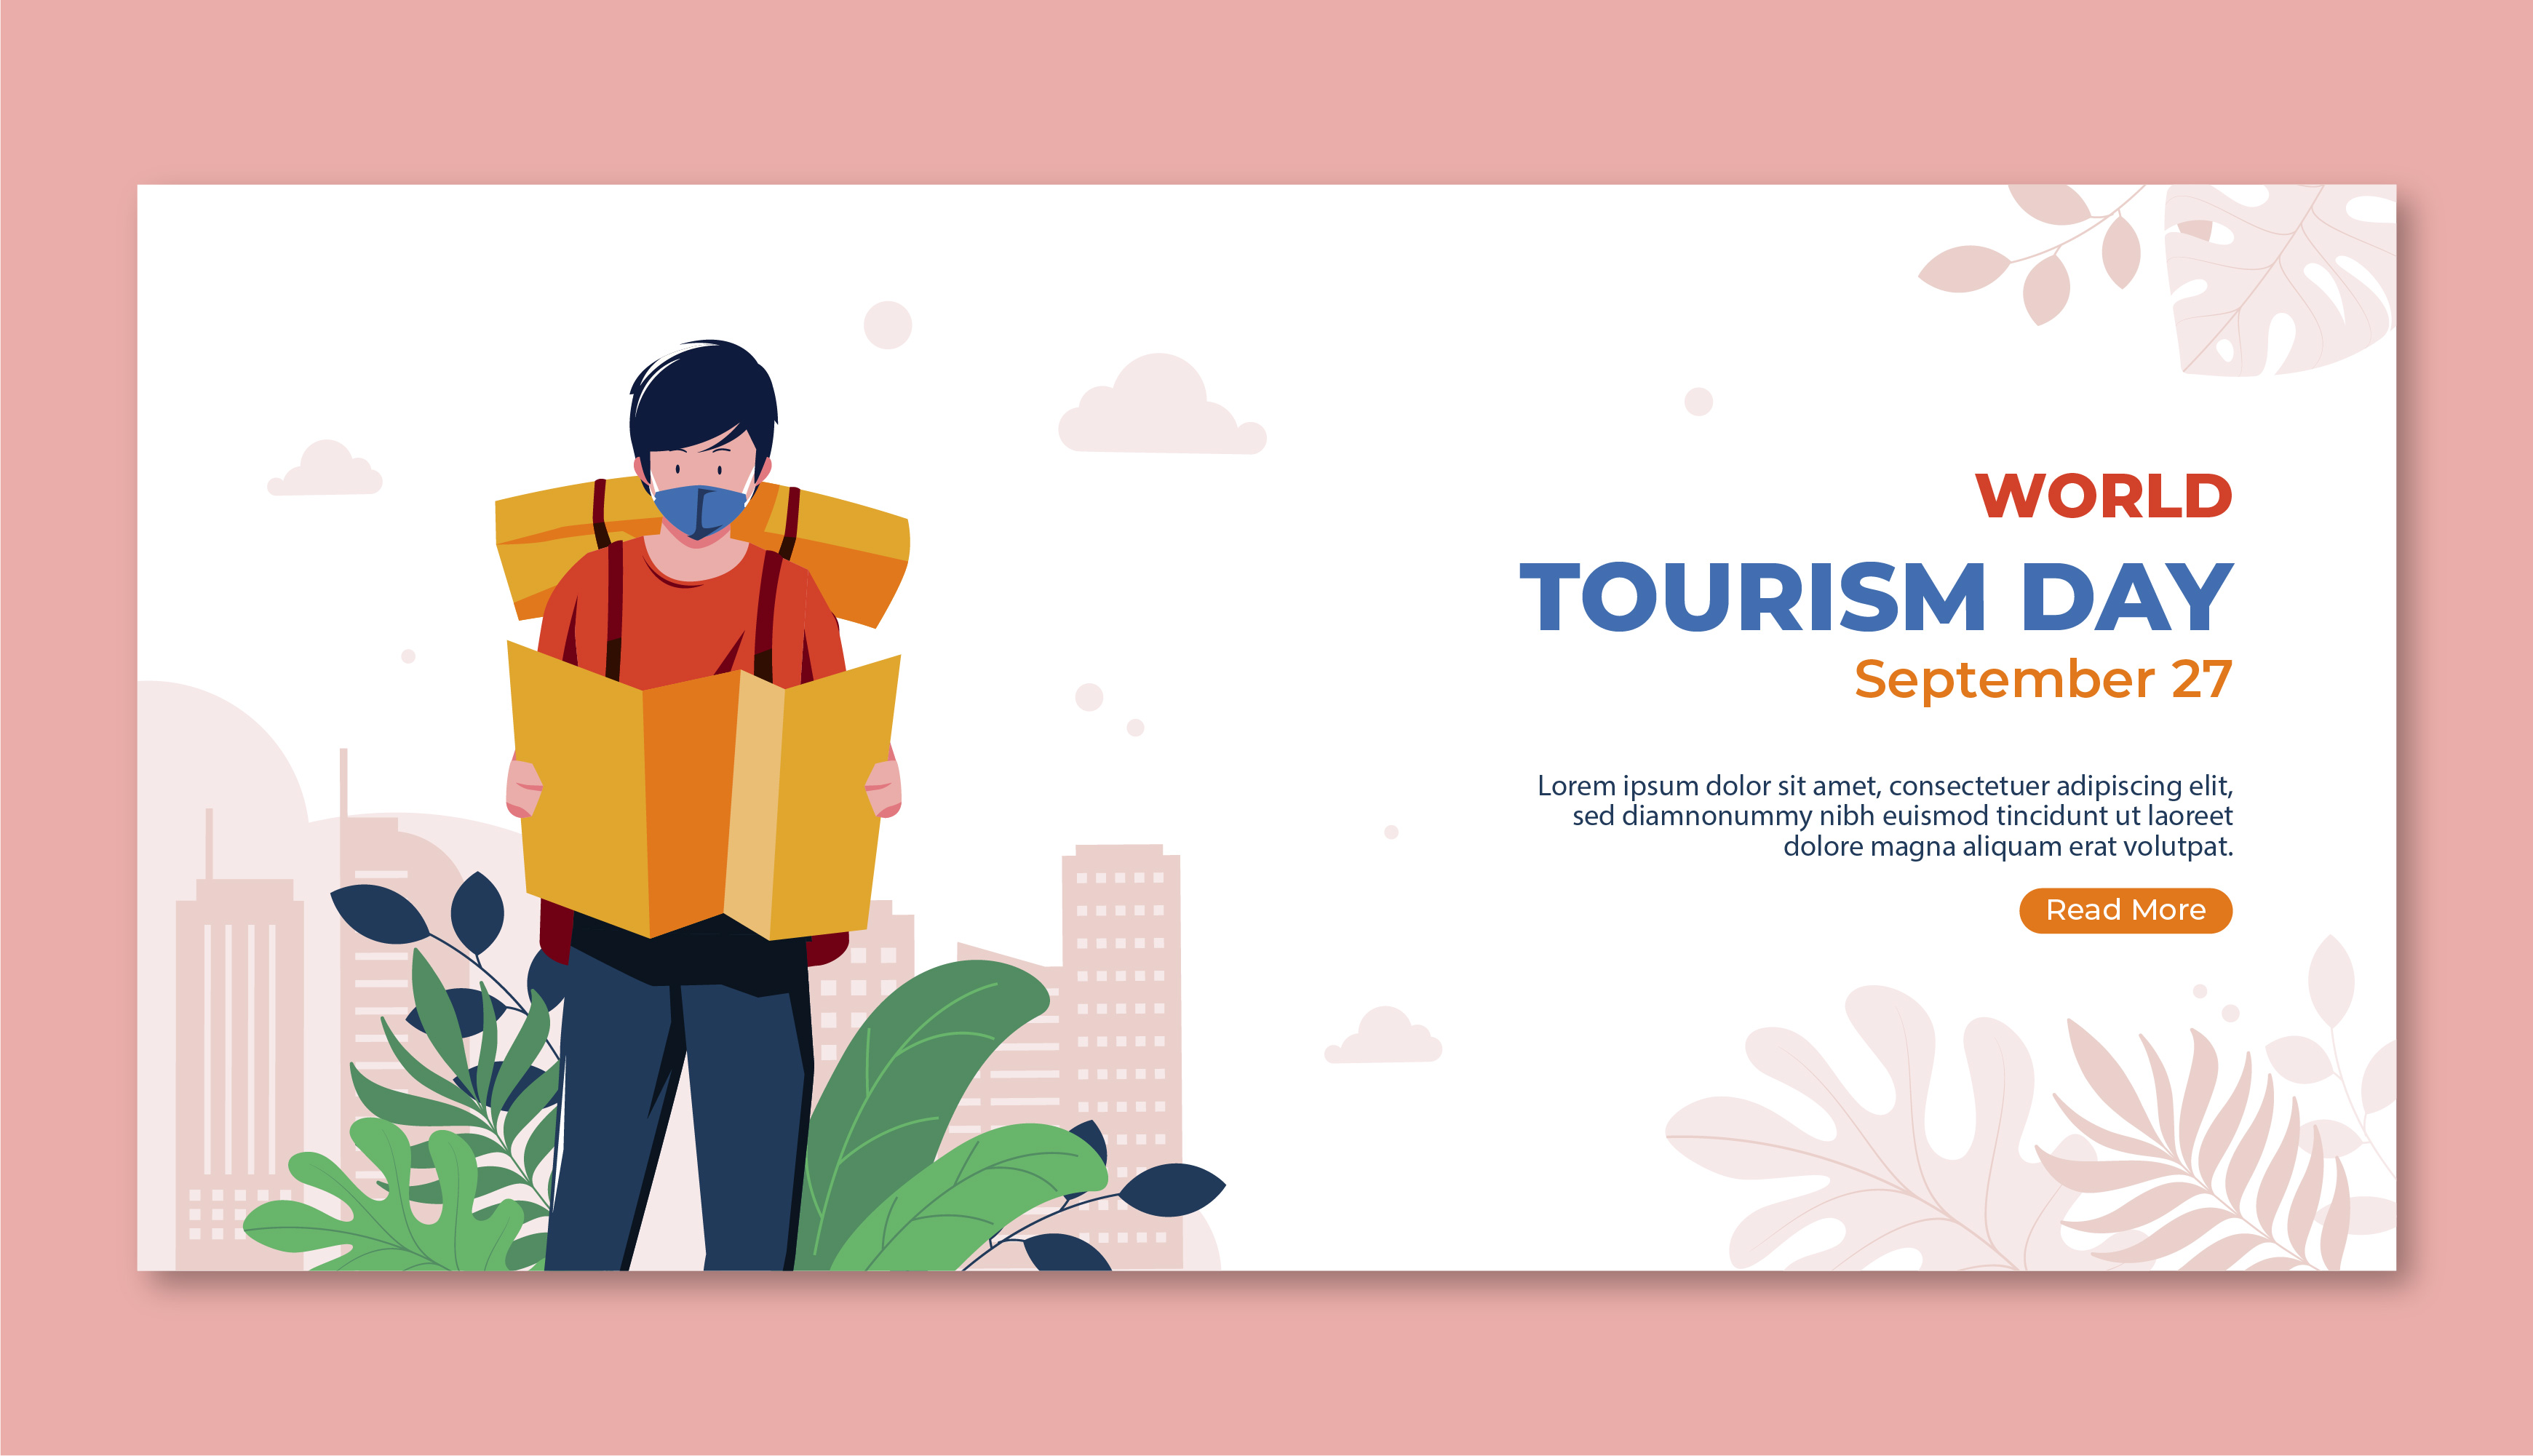 WORLD
TOURISM DAY
September 27
Lorem ipsum dolor sit amet, consectetuer adipiscing elit,
sed diamnonummy nibh euismod tincidunt ut laoreet
dolore magna aliquam erat volutpat.
Read More